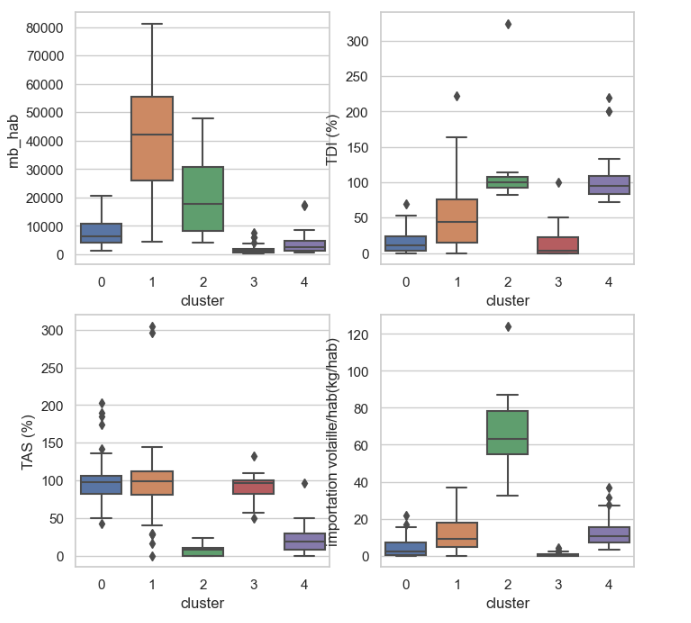 80000
70000
60000
50000
40000
30000
20000
10000
0
mb_hab
0 1 2 3 4
cluster
300
250
200
150
100
50
0
TDI (%)
0 1 2 3 4
cluster
300
250
200
150
100
50
0
TAS (%)
0 1 2 3 4
cluster
120
100
80
60
40
20
0
importation volaille/hab(kg/hab)
0 1 2 3 4
cluster